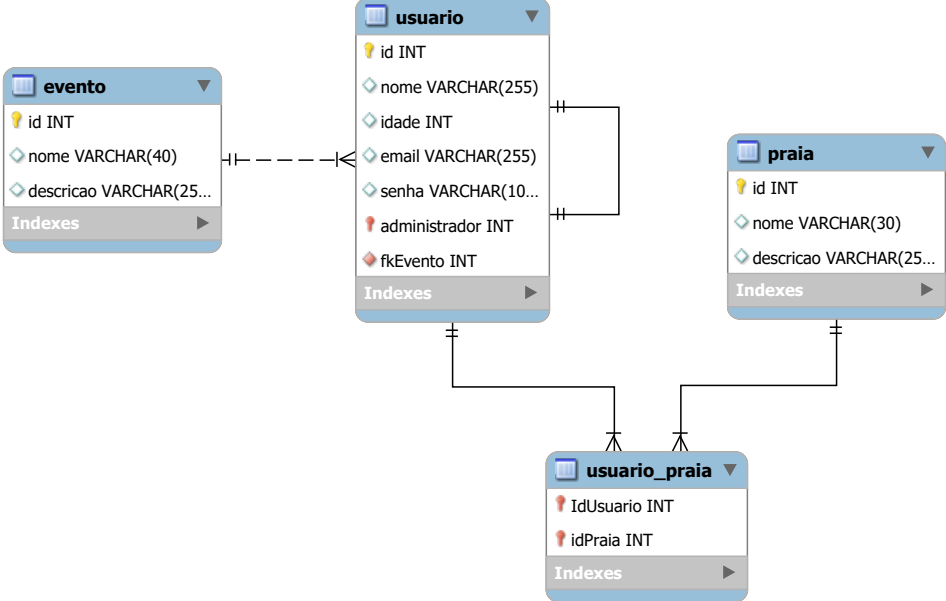 evento
id INT
nome VARCHAR(40)
descricao VARCHAR(25...
Indexes
usuario
id INT
nome VARCHAR(255)
idade INT
email VARCHAR(255)
senha VARCHAR(10...
administrador INT
fkEvento INT
Indexes
praia
id INT
nome VARCHAR(30)
descricao VARCHAR(25...
Indexes
usuario_praia
IdUsuario INT
idPraia INT
Indexes